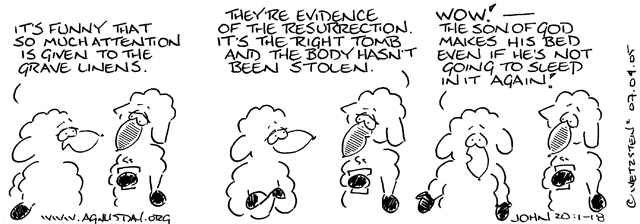 IT'S FUNNY THAT
SO MUCH ATTENTION
IS GIVEN TO THE
GRAVE LINENS.
THEY'RE EVIDENCE
OF THE RESURRECTION.
IT'S THE RIGHT TOMB
AND THE BODY HASN'T
BEEN STOLEN.
WOW! —
THE SON OF GOD
MAKES HIS BED
EVEN IF HE'S NOT
GOING TO SLEEP
IN IT AGAIN!
© WETZSTEIN² 07.04.05
WWW.AGNUSDAY.ORG
JOHN 20:1-18